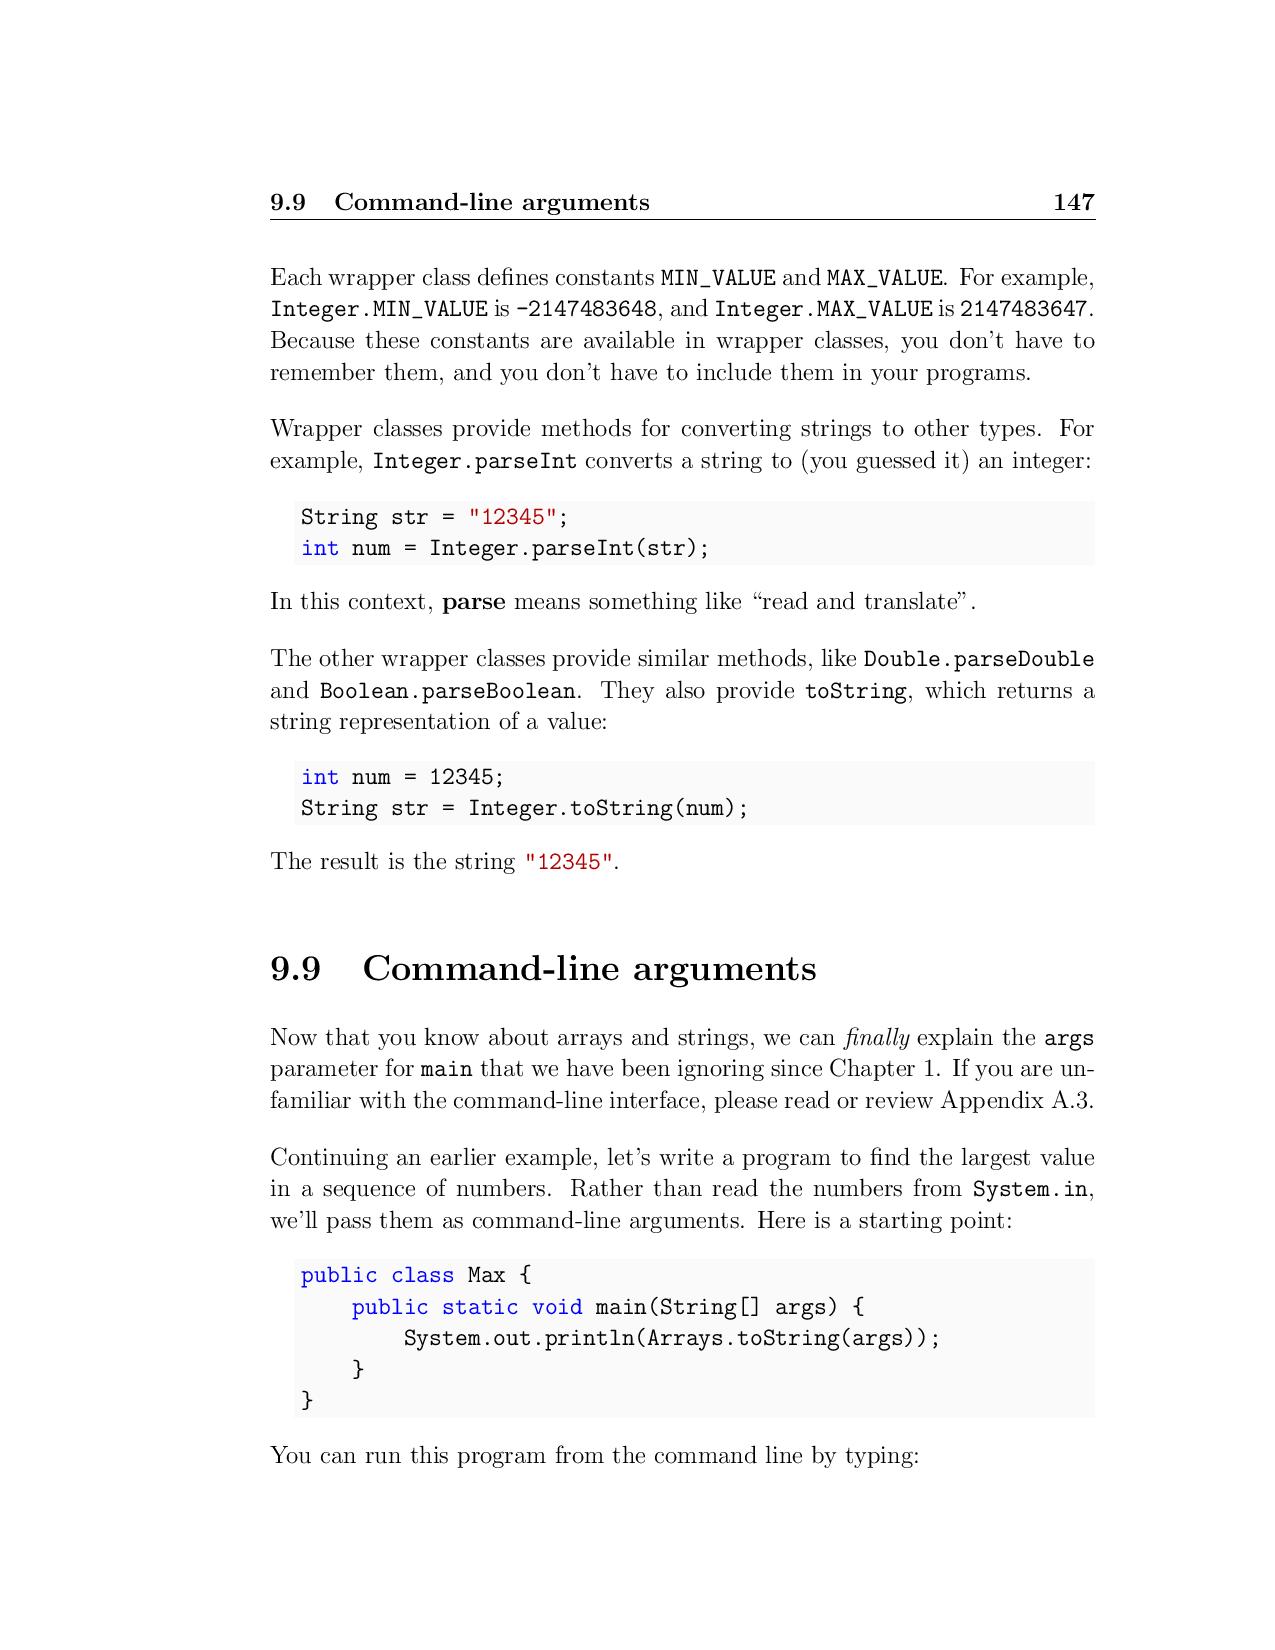 9.9 Command-line arguments 147
Each wrapper class defines constants MIN_VALUE and MAX_VALUE. For example,
Integer.MIN_VALUE is -2147483648, and Integer.MAX_VALUE is 2147483647.
Because these constants are available in wrapper classes, you don't have to
remember them, and you don't have to include them in your programs.
Wrapper classes provide methods for converting strings to other types. For
example, Integer.parseInt converts a string to (you guessed it) an integer:
String str = "12345";
int num = Integer.parseInt(str);
In this context, parse means something like “read and translate”.
The other wrapper classes provide similar methods, like Double.parseDouble
and Boolean.parseBoolean. They also provide toString, which returns a
string representation of a value:
int num = 12345;
String str = Integer.toString(num);
The result is the string "12345".
9.9 Command-line arguments
Now that you know about arrays and strings, we can finally explain the args
parameter for main that we have been ignoring since Chapter 1. If you are un-
familiar with the command-line interface, please read or review Appendix A.3.
Continuing an earlier example, let's write a program to find the largest value
in a sequence of numbers. Rather than read the numbers from System.in,
we'll pass them as command-line arguments. Here is a starting point:
public class Max {
    public static void main(String[] args) {
        System.out.println(Arrays.toString(args));
    }
}
You can run this program from the command line by typing: